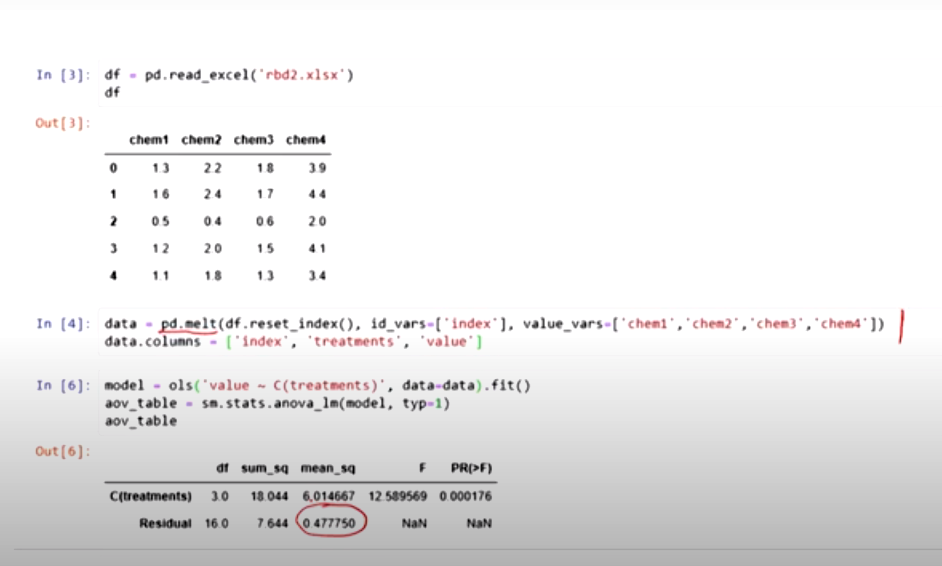 In [3]: df = pd.read_excel('rbd2.xlsx')
df
Out[3]:
chem1 chem2 chem3 chem4
0 1.3 2.2 1.8 3.9
1 1.6 2.4 1.7 4.4
2 0.5 0.4 0.6 2.0
3 1.2 2.0 1.5 4.1
4 1.1 1.8 1.3 3.4
In [4]: data = pd.melt(df.reset_index(), id_vars=['index'], value_vars=['chem1','chem2','chem3','chem4'])
data.columns = ['index', 'treatments', 'value']
In [6]: model = ols('value ~ C(treatments)', data=data).fit()
aov_table = sm.stats.anova_lm(model, typ=1)
aov_table
Out[6]:
df sum_sq mean_sq F PR(>F)
C(treatments) 3.0 18.044 6.014667 12.589569 0.000176
Residual 16.0 7.644 0.477750 NaN NaN